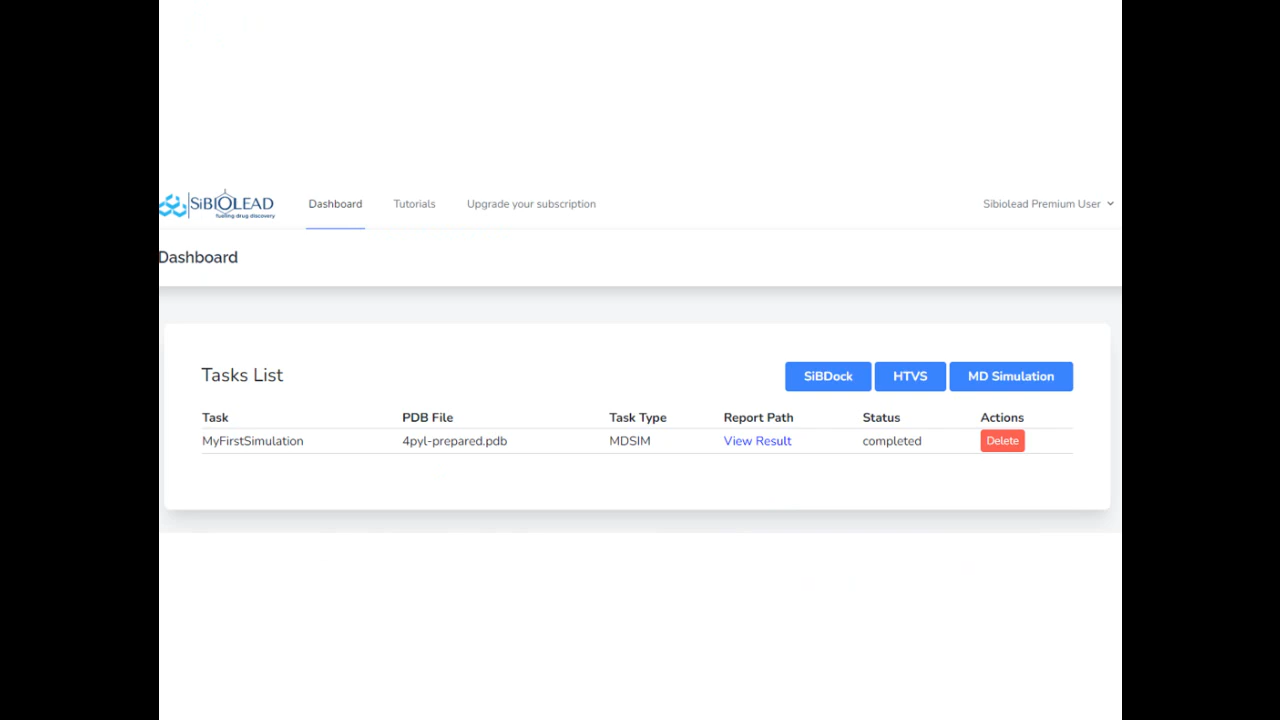 SiBIOLEAD
fueling drug discovery
Dashboard Tutorials Upgrade your subscription Sibiolead Premium User
Dashboard
Tasks List SiBDock HTVS MD Simulation
Task PDB File Task Type Report Path Status Actions
MyFirstSimulation 4pyl-prepared.pdb MDSIM View Result completed Delete